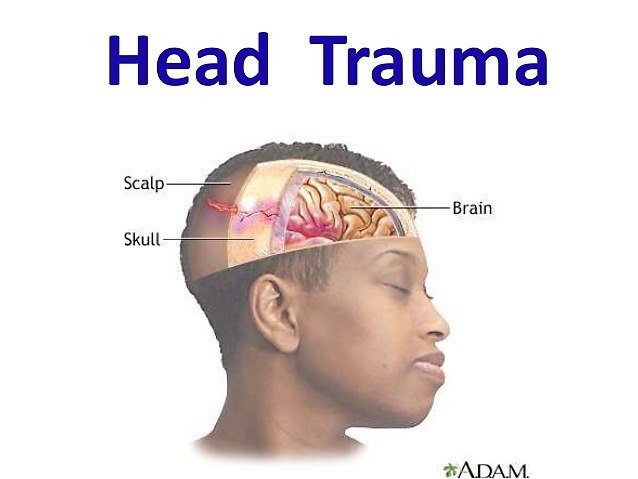 Head Trauma
Scalp
Brain
Skull
A.D.A.M.